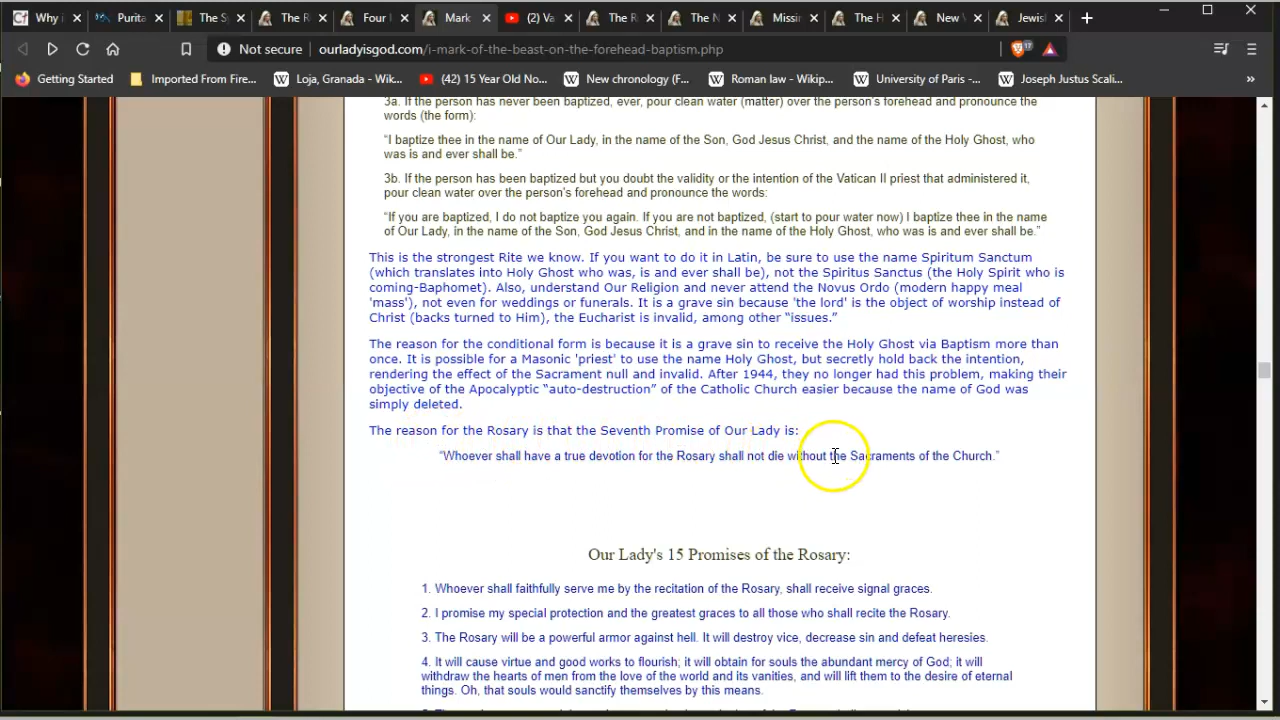 Why i
Purita
The S
The R
Four I
Mark
(2) Va
The R
The N
Missin
The H
New V
Jewish
Not secure
ourladyisgod.com/i-mark-of-the-beast-on-the-forehead-baptism.php
17
Getting Started
Imported From Fire...
Loja, Granada - Wik...
(42) 15 Year Old No...
New chronology (F...
Roman law - Wikip...
University of Paris -...
Joseph Justus Scali...
»
3a. If the person has never been baptized, ever, pour clean water (matter) over the person's forehead and pronounce the
words (the form):
“I baptize thee in the name of Our Lady, in the name of the Son, God Jesus Christ, and the name of the Holy Ghost, who
was is and ever shall be.”
3b. If the person has been baptized but you doubt the validity or the intention of the Vatican II priest that administered it,
pour clean water over the person's forehead and pronounce the words:
“If you are baptized, I do not baptize you again. If you are not baptized, (start to pour water now) I baptize thee in the name
of Our Lady, in the name of the Son, God Jesus Christ, and in the name of the Holy Ghost, who was is and ever shall be.”
This is the strongest Rite we know. If you want to do it in Latin, be sure to use the name Spiritum Sanctum
(which translates into Holy Ghost who was, is and ever shall be), not the Spiritus Sanctus (the Holy Spirit who is
coming-Baphomet). Also, understand Our Religion and never attend the Novus Ordo (modern happy meal
'mass'), not even for weddings or funerals. It is a grave sin because 'the lord' is the object of worship instead of
Christ (backs turned to Him), the Eucharist is invalid, among other “issues.”
The reason for the conditional form is because it is a grave sin to receive the Holy Ghost via Baptism more than
once. It is possible for a Masonic 'priest' to use the name Holy Ghost, but secretly hold back the intention,
rendering the effect of the Sacrament null and invalid. After 1944, they no longer had this problem, making their
objective of the Apocalyptic “auto-destruction” of the Catholic Church easier because the name of God was
simply deleted.
The reason for the Rosary is that the Seventh Promise of Our Lady is:
“Whoever shall have a true devotion for the Rosary shall not die without the Sacraments of the Church.”
Our Lady's 15 Promises of the Rosary:
1. Whoever shall faithfully serve me by the recitation of the Rosary, shall receive signal graces.
2. I promise my special protection and the greatest graces to all those who shall recite the Rosary.
3. The Rosary will be a powerful armor against hell. It will destroy vice, decrease sin and defeat heresies.
4. It will cause virtue and good works to flourish; it will obtain for souls the abundant mercy of God; it will
withdraw the hearts of men from the love of the world and its vanities, and will lift them to the desire of eternal
things. Oh, that souls would sanctify themselves by this means.